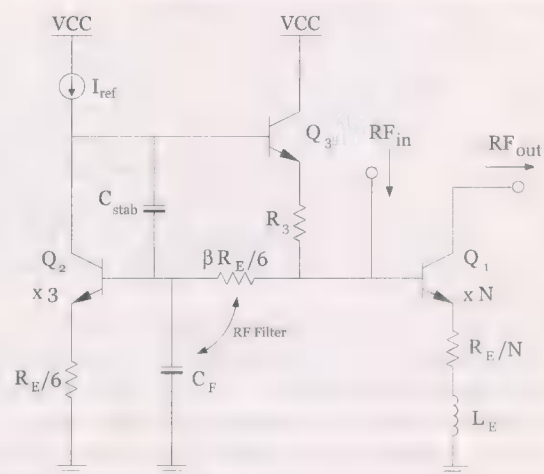 VCC
VCC
I_ref
Q_3
RF_in
RF_out
C_stab
R_3
Q_2
x 3
β R_E/6
Q_1
x N
RF Filter
R_E/6
C_F
R_E/N
L_E